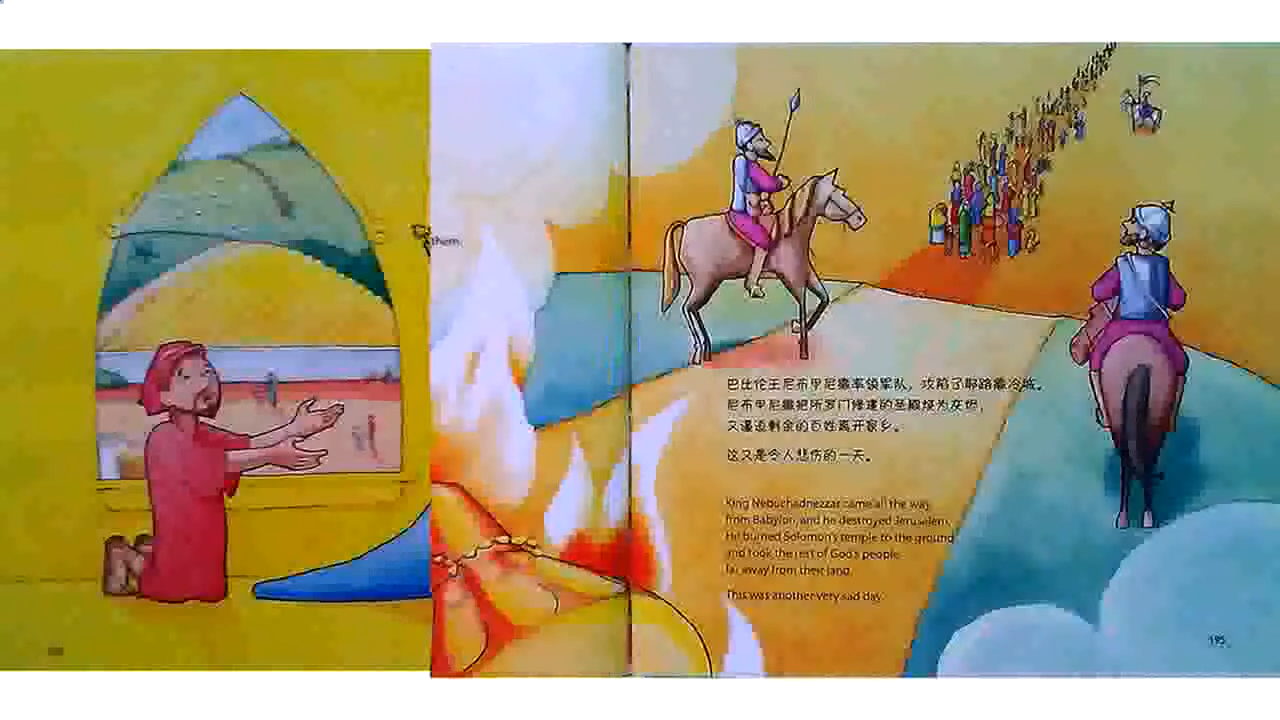 them.
巴比伦王尼布甲尼撒率领军队，攻陷了耶路撒冷城。
尼布甲尼撒把所罗门修建的圣殿烧为灰烬，
又逼迫剩余的百姓离开家乡。
这又是令人悲伤的一天。
King Nebuchadnezzar came all the way
from Babylon, and he destroyed Jerusalem.
He burned Solomon's temple to the ground
and took the rest of God's people
far away from their land.
This was another very sad day.
195